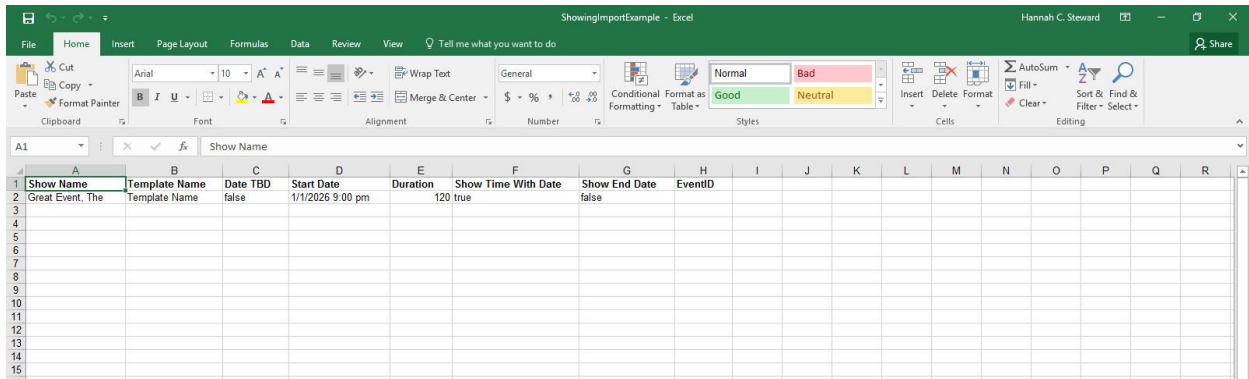 ShowingImportExample - Excel
Hannah C. Steward
File Home Insert Page Layout Formulas Data Review View Tell me what you want to do Share
Paste
Cut
Copy
Format Painter
Clipboard
Arial 10 A A
B I U A
Font
Wrap Text
Merge & Center
Alignment
General
$ % , .0 .00 .00 .0
Number
Conditional Formatting
Format as Table
Normal Bad
Good Neutral
Styles
Insert Delete Format
Cells
AutoSum
Fill
Clear
Sort & Filter
Find & Select
Editing
A1 fx Show Name
A B C D E F G H I J K L M N O P Q R
1 Show Name Template Name Date TBD Start Date Duration Show Time With Date Show End Date EventID
2 Great Event, The Template Name false 1/1/2026 9:00 pm 120 true false
3
4
5
6
7
8
9
10
11
12
13
14
15